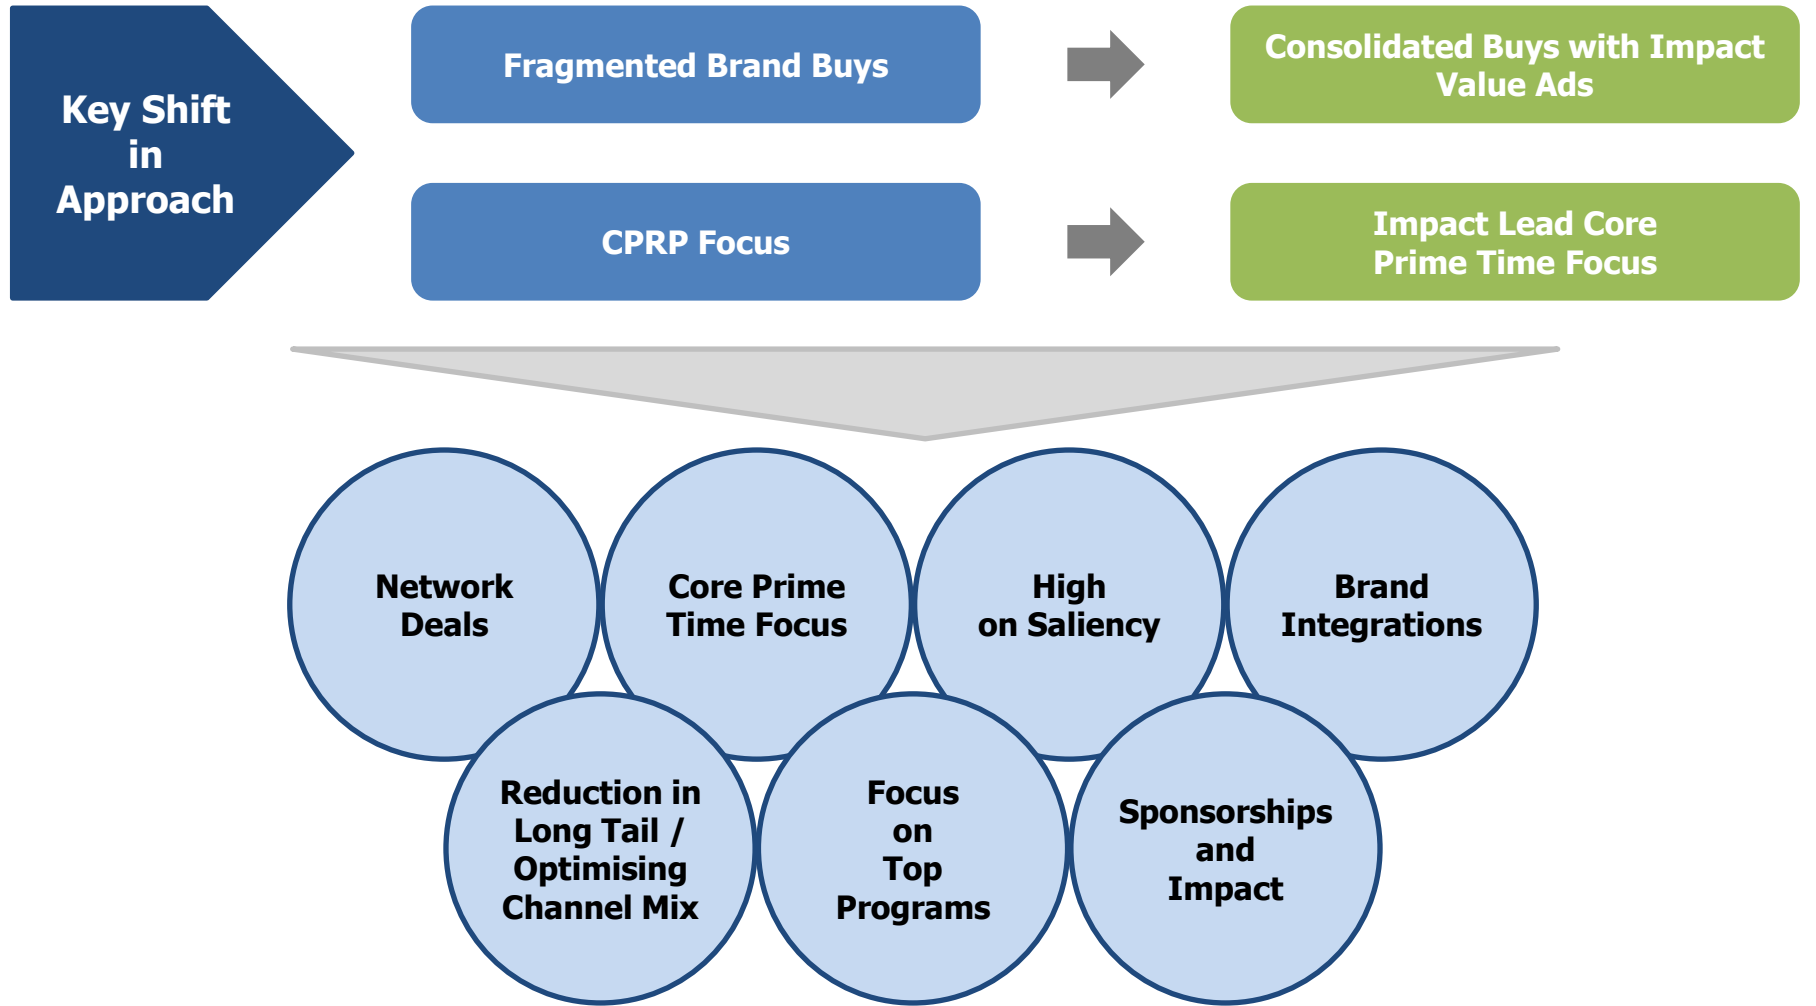 Key Shift
in
Approach
Fragmented Brand Buys
Consolidated Buys with Impact
Value Ads
CPRP Focus
Impact Lead Core
Prime Time Focus
Network
Deals
Core Prime
Time Focus
High
on Saliency
Brand
Integrations
Reduction in
Long Tail /
Optimising
Channel Mix
Focus
on
Top
Programs
Sponsorships
and
Impact